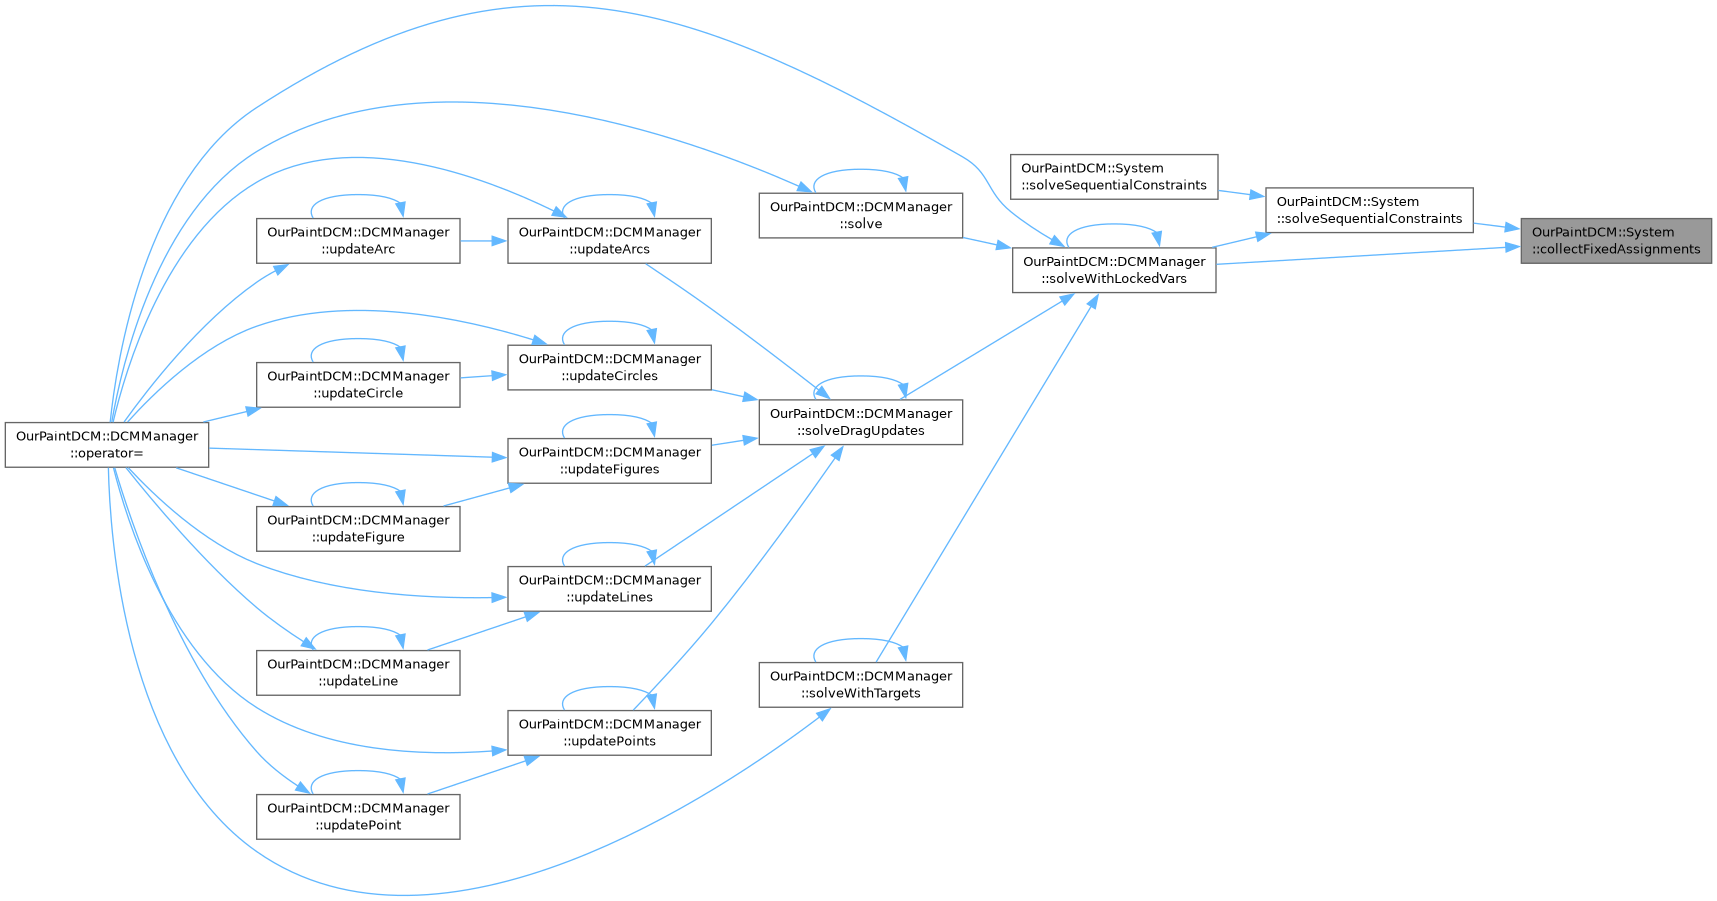 OurPaintDCM::System
::solveSequentialConstraints
OurPaintDCM::DCMManager
::solve
OurPaintDCM::System
::solveSequentialConstraints
OurPaintDCM::DCMManager
::updateArc
OurPaintDCM::DCMManager
::updateArcs
OurPaintDCM::System
::collectFixedAssignments
OurPaintDCM::DCMManager
::solveWithLockedVars
OurPaintDCM::DCMManager
::updateCircles
OurPaintDCM::DCMManager
::updateCircle
OurPaintDCM::DCMManager
::solveDragUpdates
OurPaintDCM::DCMManager
::operator=
OurPaintDCM::DCMManager
::updateFigures
OurPaintDCM::DCMManager
::updateFigure
OurPaintDCM::DCMManager
::updateLines
OurPaintDCM::DCMManager
::updateLine
OurPaintDCM::DCMManager
::solveWithTargets
OurPaintDCM::DCMManager
::updatePoints
OurPaintDCM::DCMManager
::updatePoint